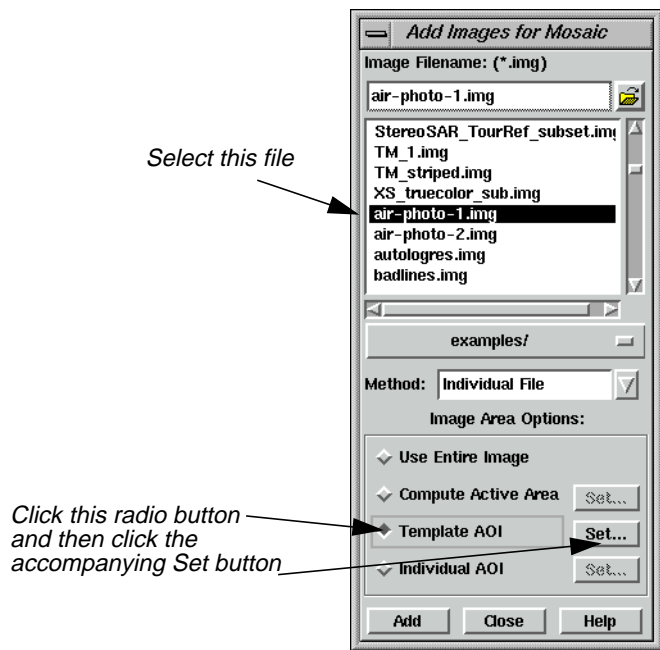 Add Images for Mosaic
Image Filename: (*.img)
air-photo-1.img
StereoSAR_TourRef_subset.img
TM_1.img
TM_striped.img
XS_truecolor_sub.img
air-photo-1.img
air-photo-2.img
autologres.img
badlines.img
Select this file
examples/
Method: Individual File
Image Area Options:
Use Entire Image
Compute Active Area Set...
Template AOI Set...
Individual AOI Set...
Click this radio button
and then click the
accompanying Set button
Add Close Help